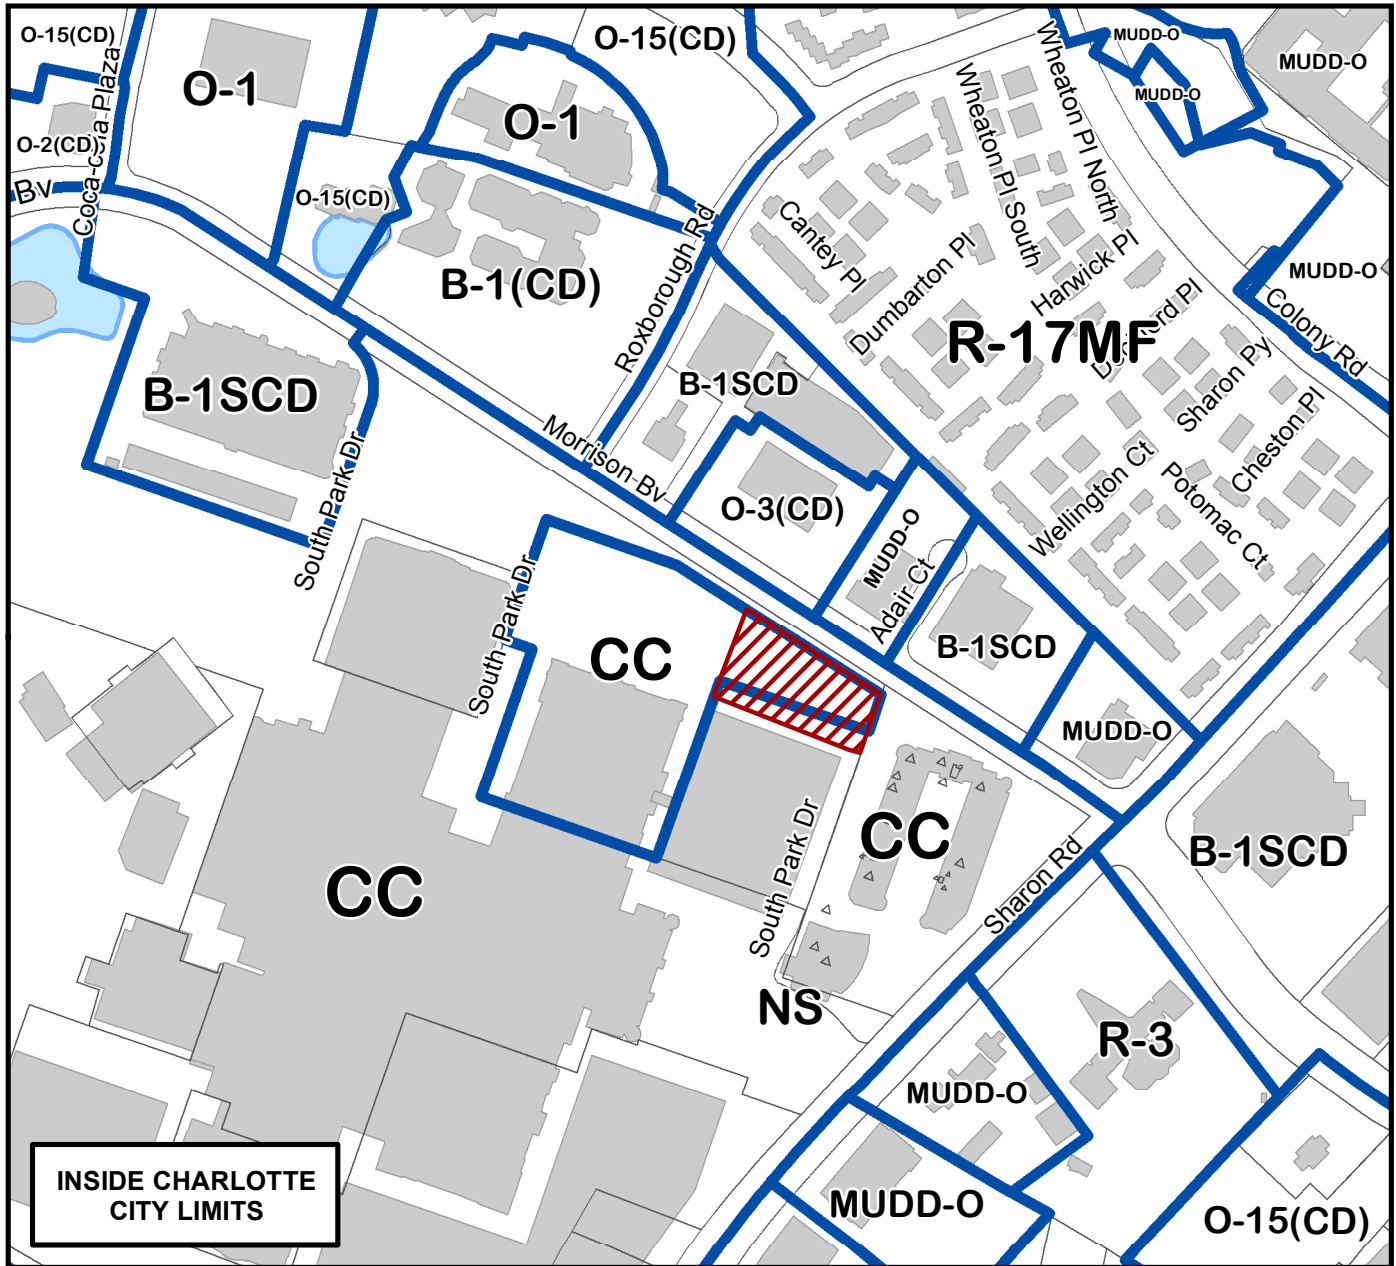 O-15(CD)
O-15(CD)
MUDD-O
MUDD-O
O-1
MUDD-O
O-1
O-2(CD)
Coca-cola Plaza
Wheaton Pl North
Wheaton Pl South
Bv
O-15(CD)
Cantey Pl
Roxborough Rd
Dumbarton Pl
Harwick Pl
MUDD-O
B-1(CD)
Colony Rd
R-17MF
B-1SCD
B-1SCD
Sharon Py
Cheston Pl
South Park Dr
Morrison Bv
O-3(CD)
Wellington Ct
Potomac Ct
MUDD-O
Adair Ct
South Park Dr
CC
B-1SCD
MUDD-O
CC
B-1SCD
CC
South Park Dr
Sharon Rd
NS
R-3
MUDD-O
INSIDE CHARLOTTE
CITY LIMITS
MUDD-O
O-15(CD)